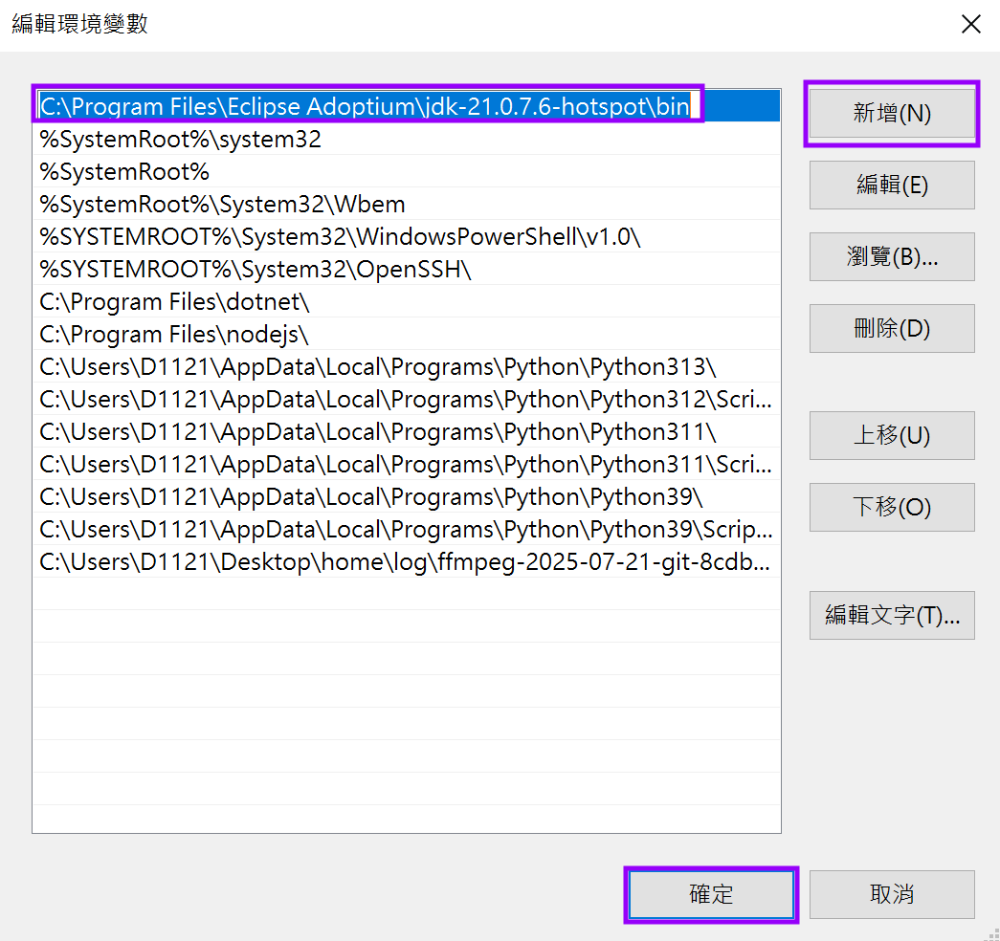 編輯環境變數
C:\Program Files\Eclipse Adoptium\jdk-21.0.7.6-hotspot\bin
%SystemRoot%\system32
%SystemRoot%
%SystemRoot%\System32\Wbem
%SYSTEMROOT%\System32\WindowsPowerShell\v1.0\
%SYSTEMROOT%\System32\OpenSSH\
C:\Program Files\dotnet\
C:\Program Files\nodejs\
C:\Users\D1121\AppData\Local\Programs\Python\Python313\
C:\Users\D1121\AppData\Local\Programs\Python\Python312\Scri...
C:\Users\D1121\AppData\Local\Programs\Python\Python311\
C:\Users\D1121\AppData\Local\Programs\Python\Python311\Scri...
C:\Users\D1121\AppData\Local\Programs\Python\Python39\
C:\Users\D1121\AppData\Local\Programs\Python\Python39\Scrip...
C:\Users\D1121\Desktop\home\log\ffmpeg-2025-07-21-git-8cdb...
新增(N)
編輯(E)
瀏覽(B)...
刪除(D)
上移(U)
下移(O)
編輯文字(T)...
確定
取消